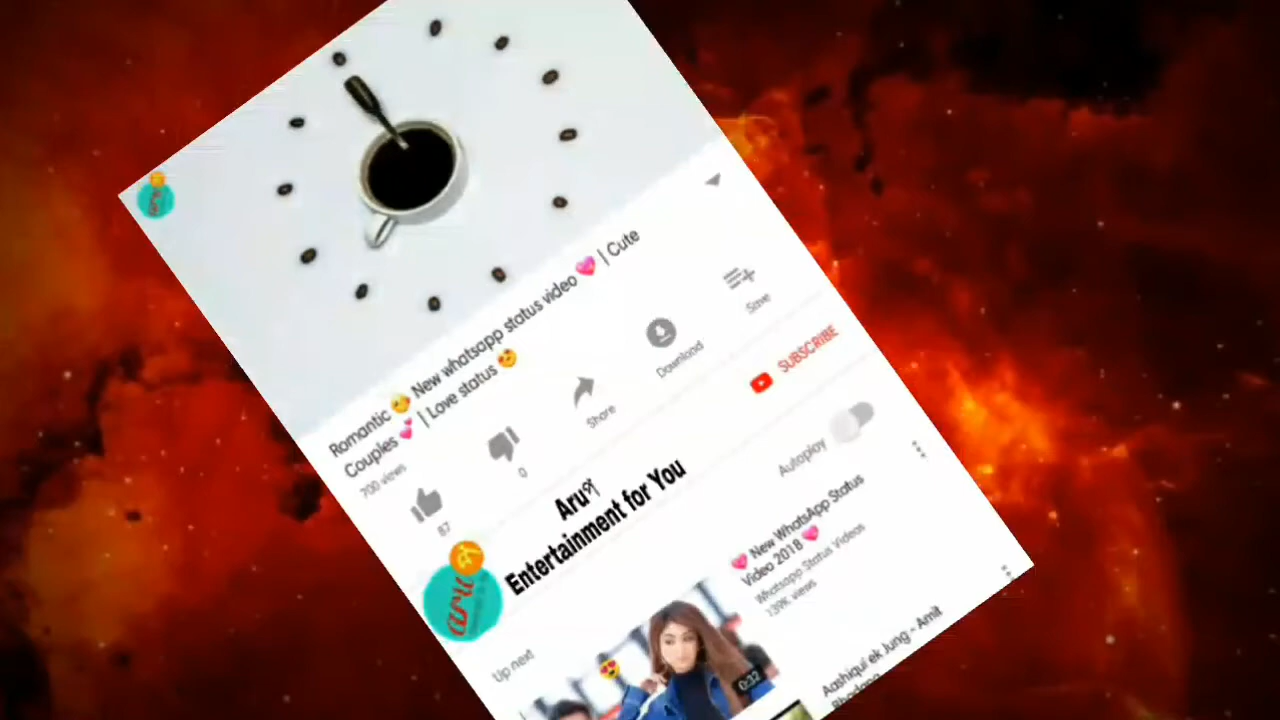 Romantic 😘 New whatsapp status video 💖 | Cute
Couples 💕 | Love status 😍
700 views
87
0
Share
Download
Save
SUBSCRIBE
Entertainment for You
Autoplay
Up next
💖 New WhatsApp Status
Video 2018 💖
Whatsapp Status Videos
139K views
0:32
Aashiqui ek Jung - Amit